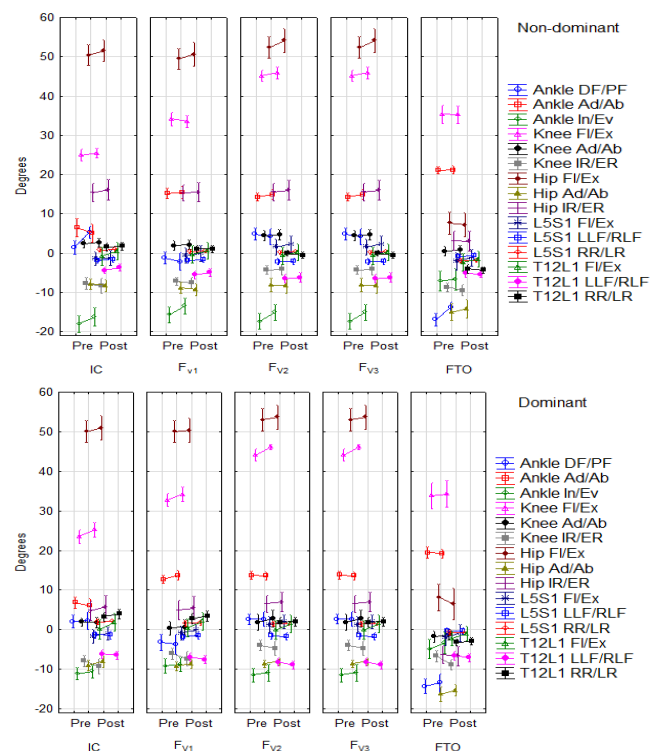 Non-dominant
60
50
40
30
20
10
0
-10
-20
Degrees
Pre Post Pre Post Pre Post Pre Post Pre Post
IC FV1 FV2 FV3 FTO
Ankle DF/PF
Ankle Ad/Ab
Ankle In/Ev
Knee Fl/Ex
Knee Ad/Ab
Knee IR/ER
Hip Fl/Ex
Hip Ad/Ab
Hip IR/ER
L5S1 Fl/Ex
L5S1 LLF/RLF
L5S1 RR/LR
T12L1 Fl/Ex
T12L1 LLF/RLF
T12L1 RR/LR
Dominant
60
50
40
30
20
10
0
-10
-20
Degrees
Pre Post Pre Post Pre Post Pre Post Pre Post
IC FV1 FV2 FV3 FTO
Ankle DF/PF
Ankle Ad/Ab
Ankle In/Ev
Knee Fl/Ex
Knee Ad/Ab
Knee IR/ER
Hip Fl/Ex
Hip Ad/Ab
Hip IR/ER
L5S1 Fl/Ex
L5S1 LLF/RLF
L5S1 RR/LR
T12L1 Fl/Ex
T12L1 LLF/RLF
T12L1 RR/LR